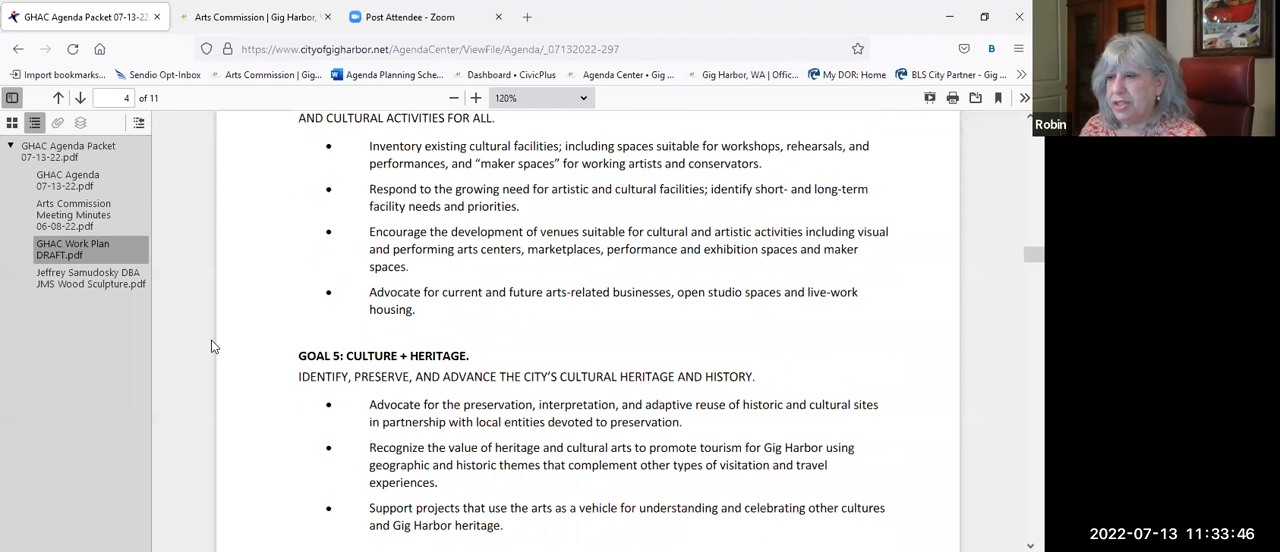 GHAC Agenda Packet 07-13-22.
Arts Commission | Gig Harbor,
Post Attendee - Zoom
https://www.cityofgigharbor.net/AgendaCenter/ViewFile/Agenda/_07132022-297
B
Import bookmarks...
Sendio Opt-Inbox
Arts Commission | Gig...
Agenda Planning Sche...
Dashboard • CivicPlus
Agenda Center • Gig ...
Gig Harbor, WA | Offic...
My DOR: Home
BLS City Partner - Gig ...
4 of 11
120%
GHAC Agenda Packet
07-13-22.pdf
GHAC Agenda
07-13-22.pdf
Arts Commission
Meeting Minutes
06-08-22.pdf
GHAC Work Plan
DRAFT.pdf
Jeffrey Samudosky DBA
JMS Wood Sculpture.pdf
AND CULTURAL ACTIVITIES FOR ALL.
• Inventory existing cultural facilities; including spaces suitable for workshops, rehearsals, and
performances, and “maker spaces” for working artists and conservators.
• Respond to the growing need for artistic and cultural facilities; identify short- and long-term
facility needs and priorities.
• Encourage the development of venues suitable for cultural and artistic activities including visual
and performing arts centers, marketplaces, performance and exhibition spaces and maker
spaces.
• Advocate for current and future arts-related businesses, open studio spaces and live-work
housing.
GOAL 5: CULTURE + HERITAGE.
IDENTIFY, PRESERVE, AND ADVANCE THE CITY’S CULTURAL HERITAGE AND HISTORY.
• Advocate for the preservation, interpretation, and adaptive reuse of historic and cultural sites
in partnership with local entities devoted to preservation.
• Recognize the value of heritage and cultural arts to promote tourism for Gig Harbor using
geographic and historic themes that complement other types of visitation and travel
experiences.
• Support projects that use the arts as a vehicle for understanding and celebrating other cultures
and Gig Harbor heritage.
Robin
2022-07-13 11:33:46